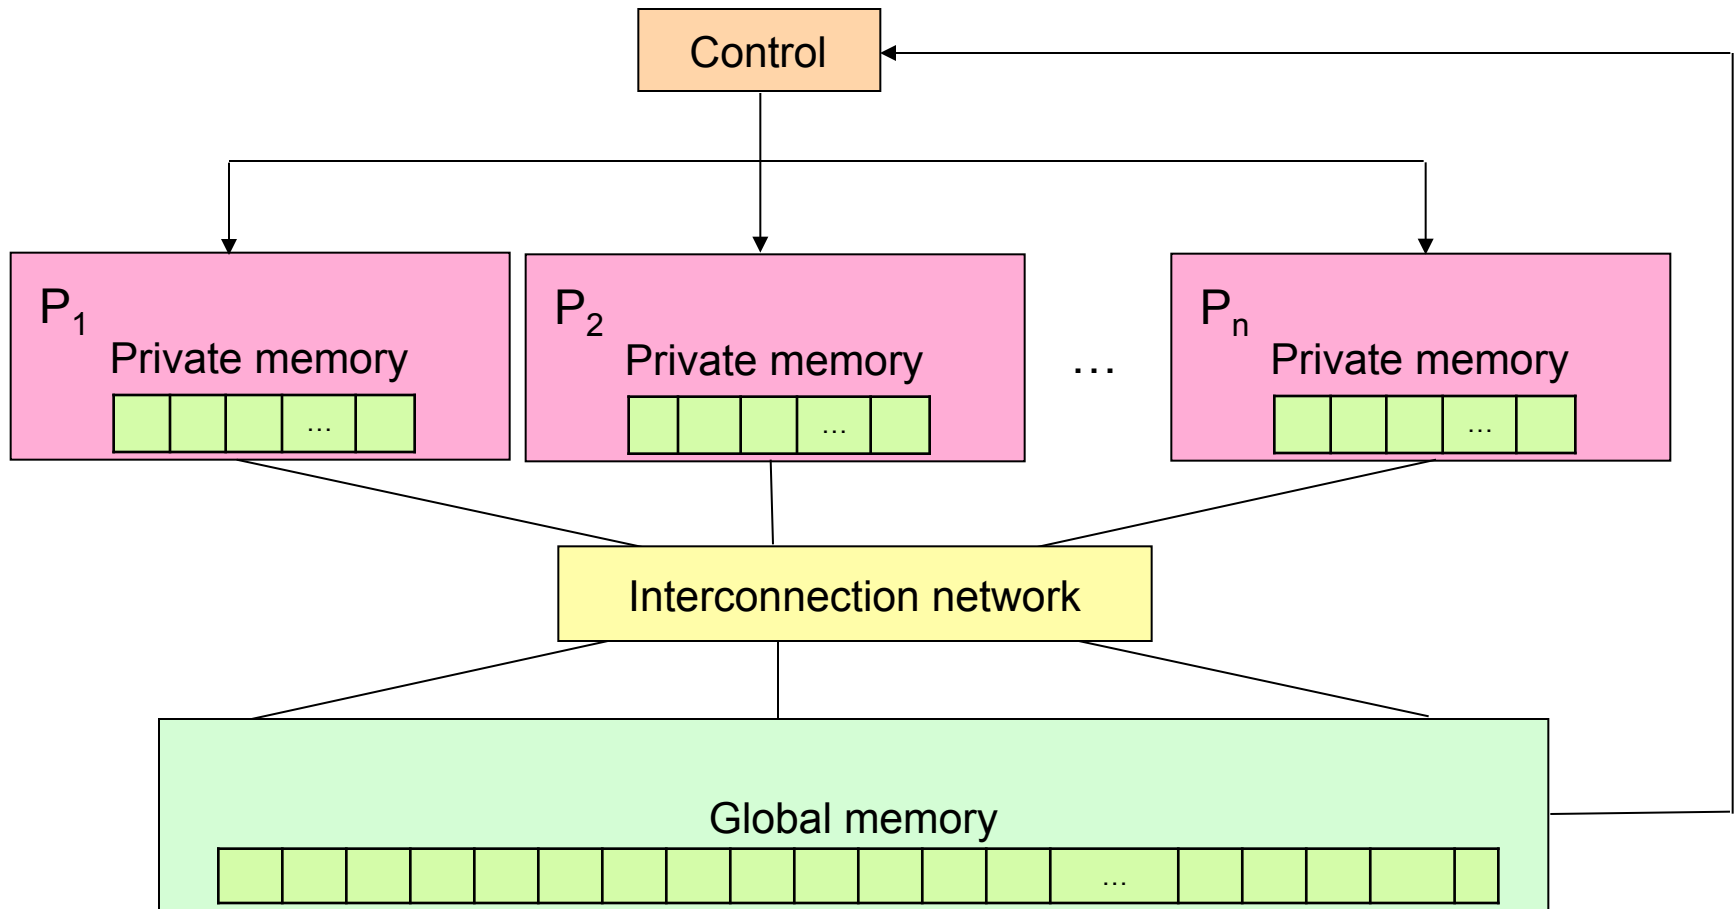 Control
P₁
Private memory
...
P₂
Private memory
...
...
Pₙ
Private memory
...
Interconnection network
Global memory
...